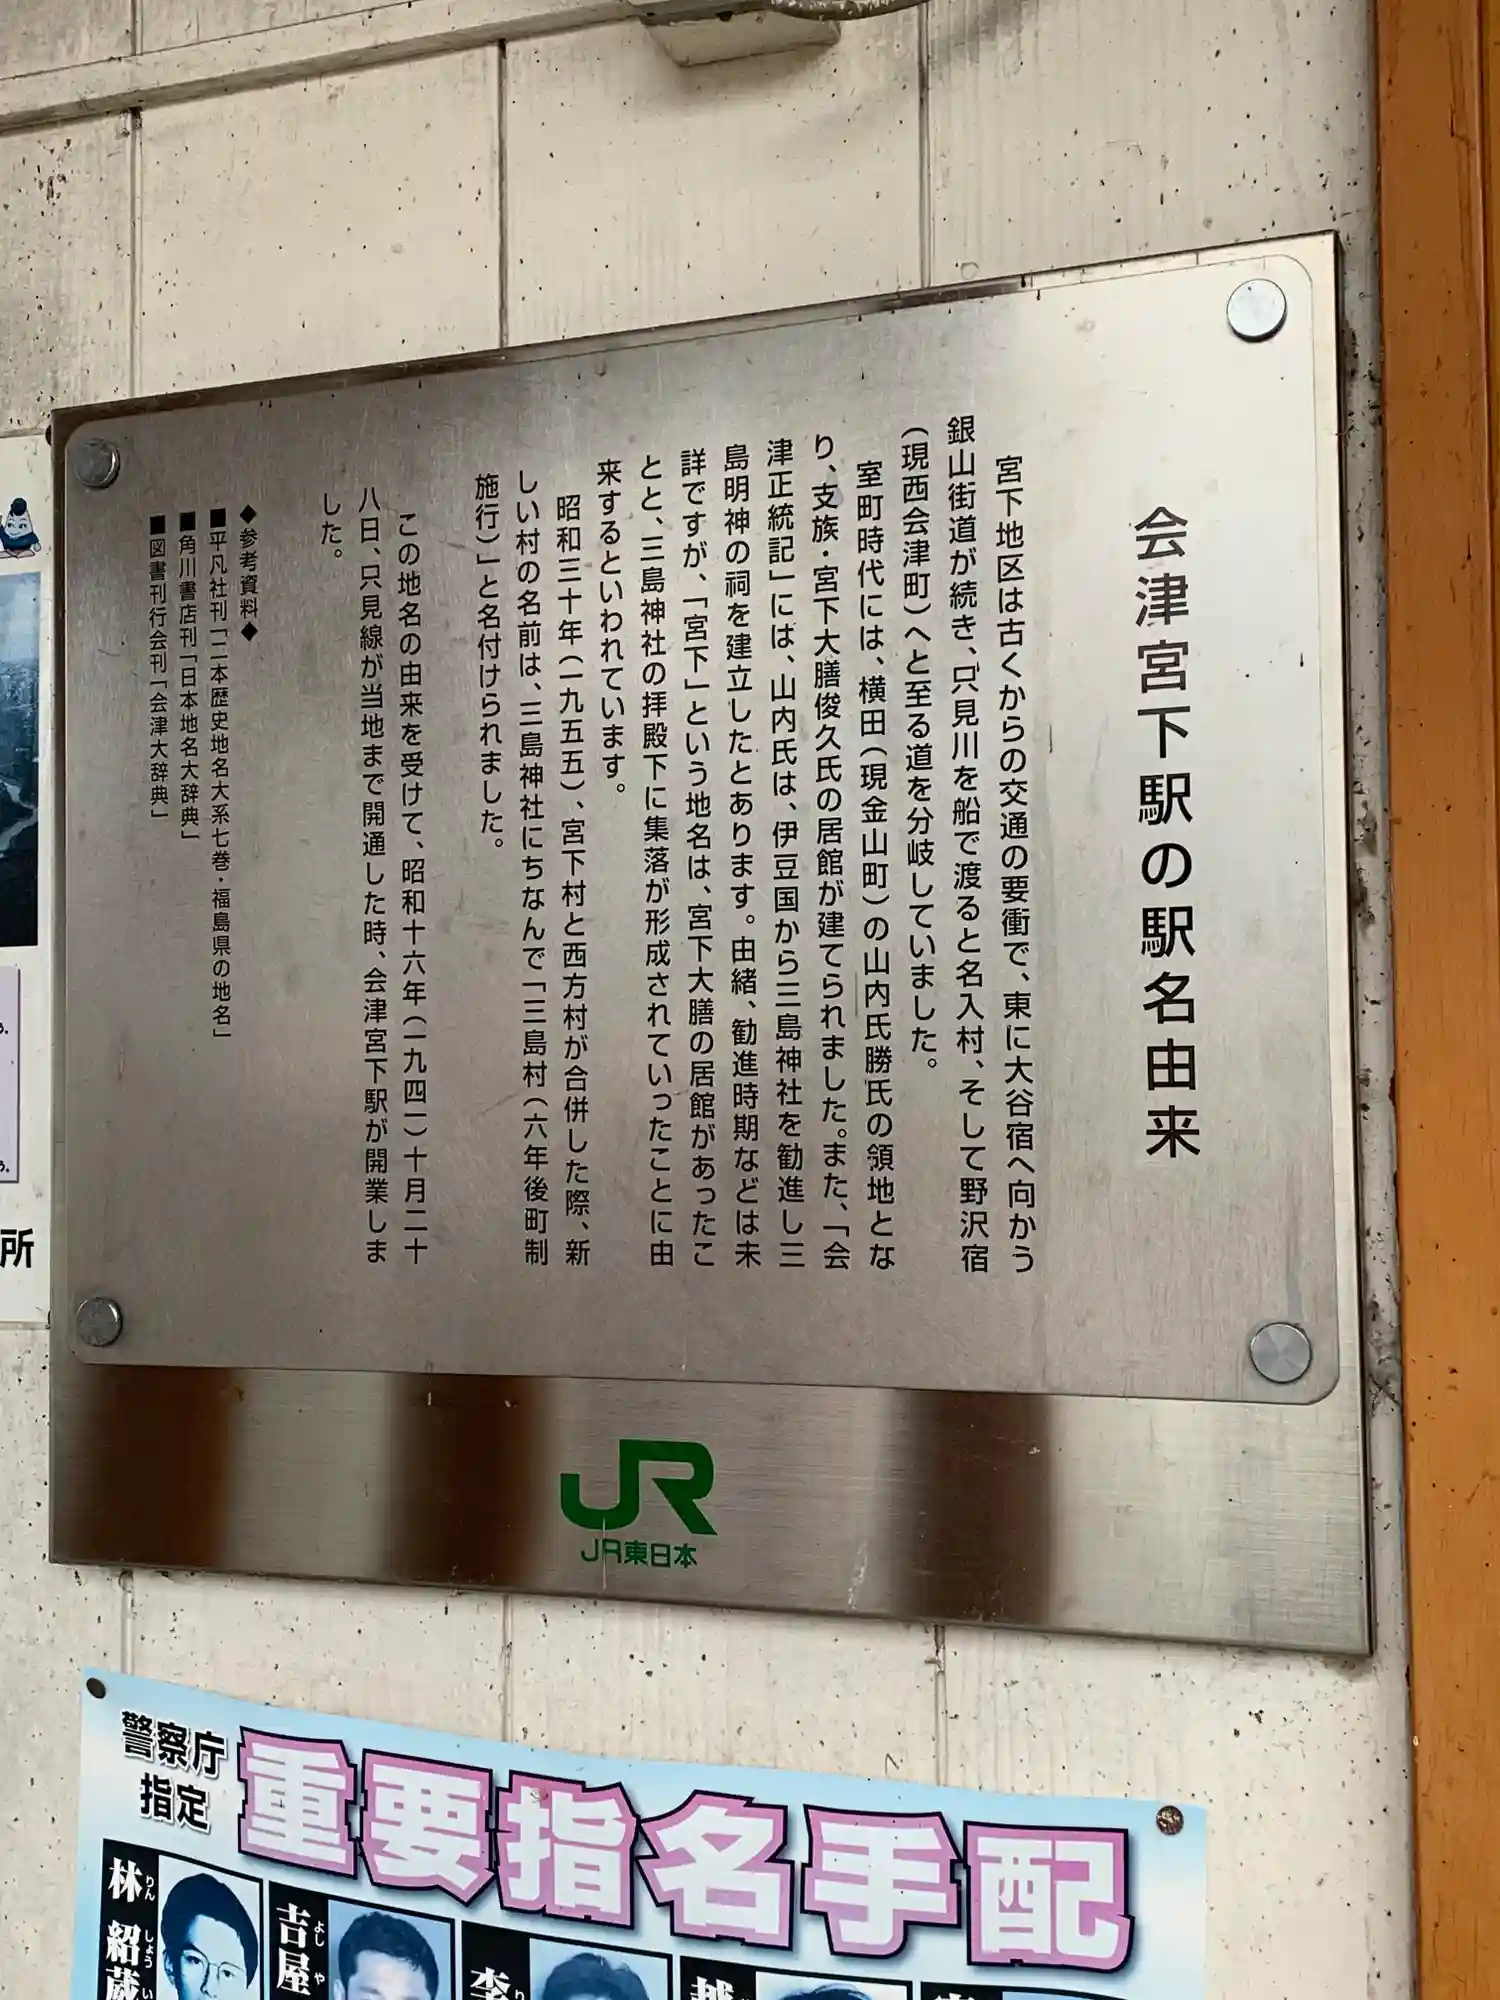 会津宮下駅の駅名由来
宮下地区は古くからの交通の要衝で、東に大谷宿へ向かう
銀山街道が続き、只見川を船で渡ると名入村、そして野沢宿
(現西会津町)へと至る道を分岐していました。
室町時代には、横田(現金山町)の山内氏勝氏の領地とな
り、支族・宮下大膳俊久氏の居館が建てられました。また、「会
津正統記」には、山内氏は、伊豆国から三島神社を勧進し三
島明神の祠を建立したとあります。由緒、勧進時期などは未
詳ですが、「宮下」という地名は、宮下大膳の居館があったこ
とと、三島神社の拝殿下に集落が形成されていったことに由
来するといわれています。
昭和三十年(一九五五)、宮下村と西方村が合併した際、新
しい村の名前は、三島神社にちなんで「三島村(六年後町制
施行)」と名付けられました。
この地名の由来を受けて、昭和十六年(一九四一)十月二十
八日、只見線が当地まで開通した時、会津宮下駅が開業しま
した。
◆参考資料◆
■平凡社刊「二本歴史地名大系七巻・福島県の地名」
■角川書店刊「日本地名大辞典」
■図書刊行会刊「会津大辞典」
JR
JR東日本
所
警察庁
指定
重要指名手配
林 紹蔵
りん しょう い
吉屋
よし や
李
り
越